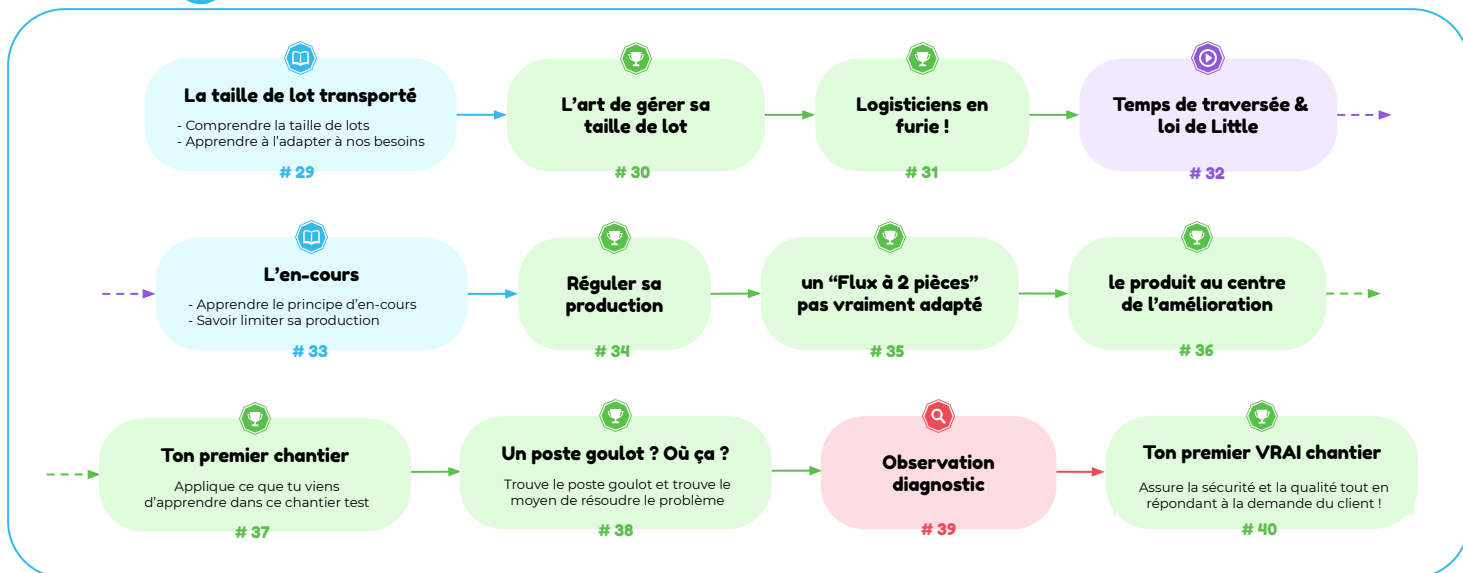 La taille de lot transporté
- Comprendre la taille de lots
- Apprendre à l'adapter à nos besoins
# 29
L'art de gérer sa
taille de lot
# 30
Logisticiens en
furie !
# 31
Temps de traversée &
loi de Little
# 32
L'en-cours
- Apprendre le principe d'en-cours
- Savoir limiter sa production
# 33
Réguler sa
production
# 34
un "Flux à 2 pièces"
pas vraiment adapté
# 35
le produit au centre
de l'amélioration
# 36
Ton premier chantier
Applique ce que tu viens
d'apprendre dans ce chantier test
# 37
Un poste goulot ? Où ça ?
Trouve le poste goulot et trouve le
moyen de résoudre le problème
# 38
Observation
diagnostic
# 39
Ton premier VRAI chantier
Assure la sécurité et la qualité tout en
répondant à la demande du client !
# 40